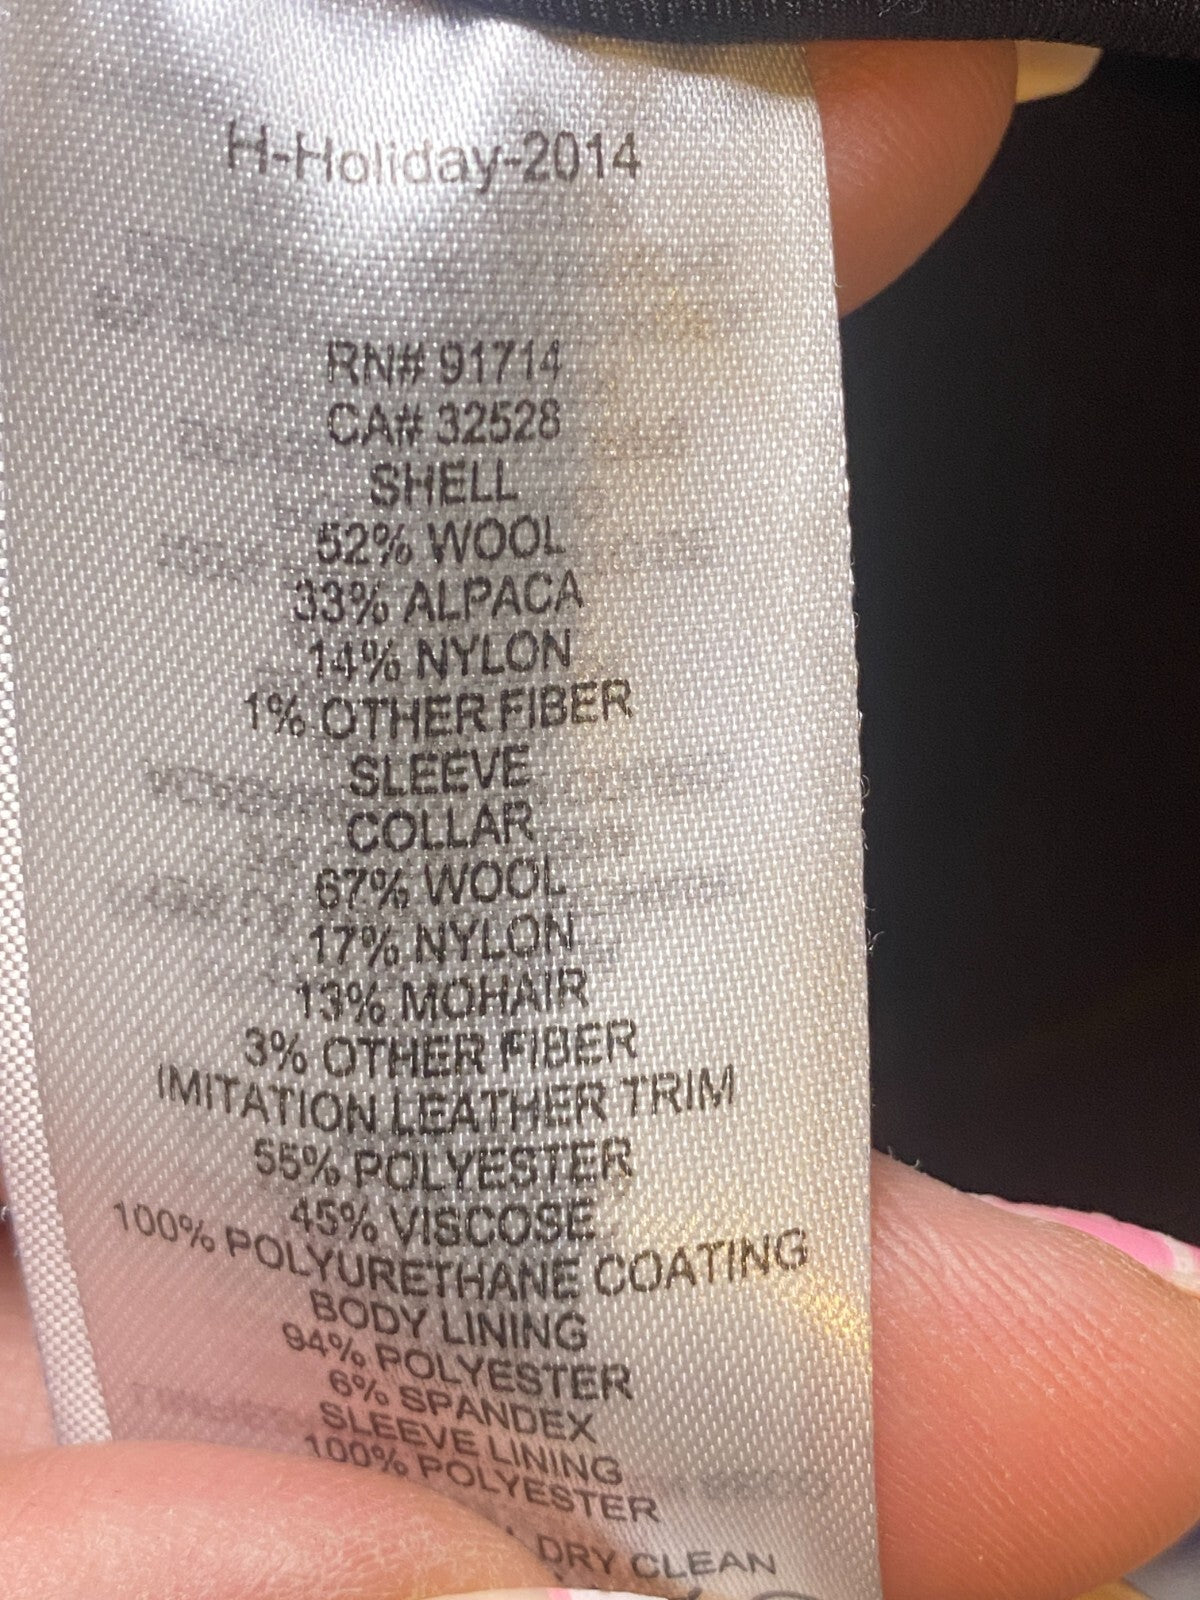 H-Holiday-2014
RN# 91714
CA# 32528
SHELL
52% WOOL
33% ALPACA
14% NYLON
1% OTHER FIBER
SLEEVE
COLLAR
67% WOOL
17% NYLON
13% MOHAIR
3% OTHER FIBER
IMITATION LEATHER TRIM
55% POLYESTER
45% VISCOSE
100% POLYURETHANE COATING
BODY LINING
94% POLYESTER
6% SPANDEX
SLEEVE LINING
100% POLYESTER
DRY CLEAN